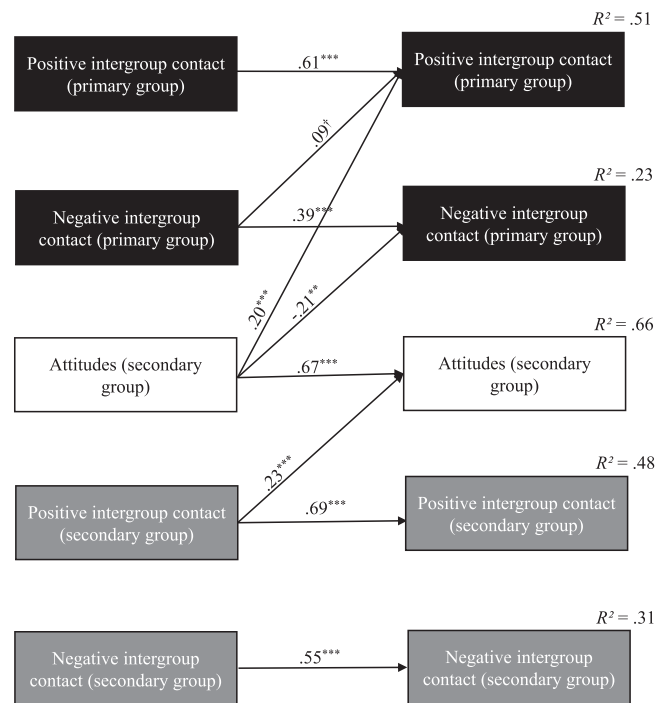 R² = .51
Positive intergroup contact
(primary group)
.61***
Positive intergroup contact
(primary group)
.09†
R² = .23
Negative intergroup
contact (primary group)
.39***
Negative intergroup
contact (primary group)
.20***
-.21**
R² = .66
Attitudes (secondary
group)
.67***
Attitudes (secondary
group)
.23***
R² = .48
Positive intergroup contact
(secondary group)
.69***
Positive intergroup contact
(secondary group)
R² = .31
Negative intergroup
contact (secondary group)
.55***
Negative intergroup
contact (secondary group)